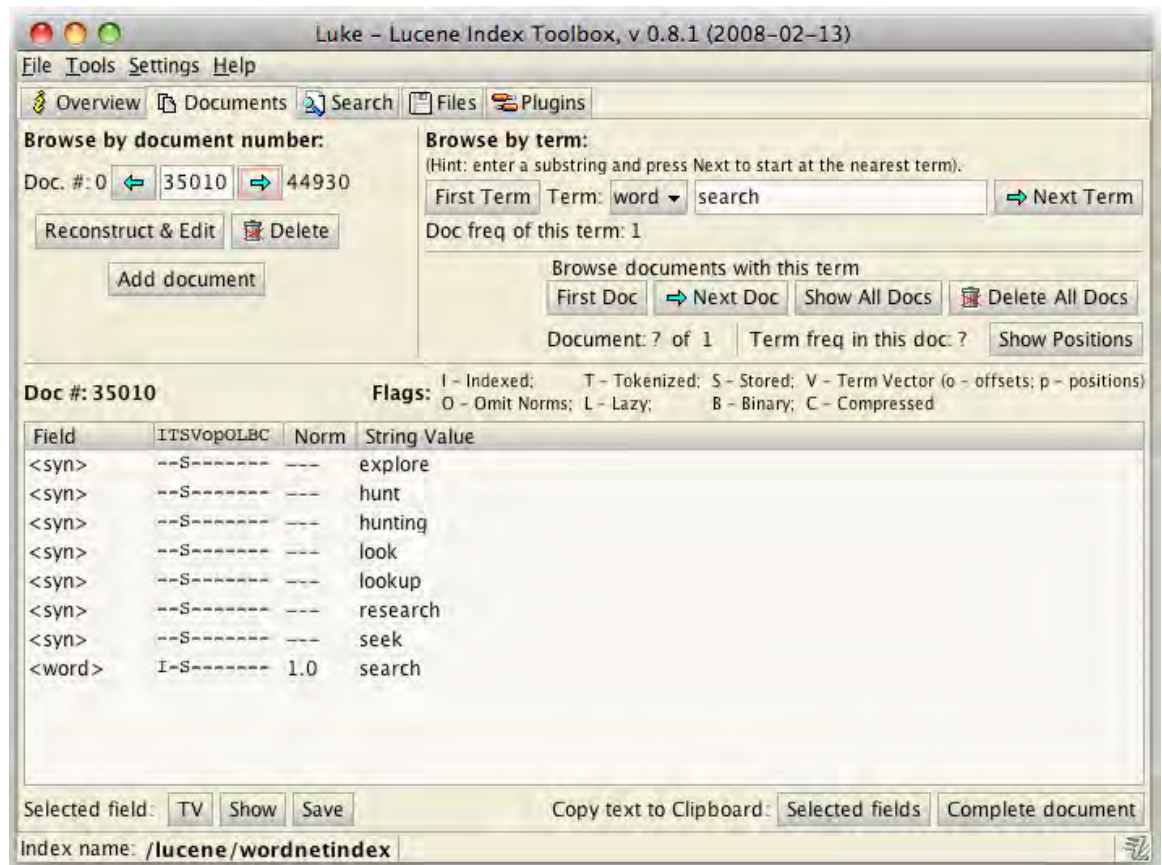 Luke – Lucene Index Toolbox, v 0.8.1 (2008–02–13)
File Tools Settings Help
Overview Documents Search Files Plugins
Browse by document number:
Doc. #: 0 35010 44930
Reconstruct & Edit Delete
Add document
Browse by term:
(Hint: enter a substring and press Next to start at the nearest term).
First Term Term: word search Next Term
Doc freq of this term: 1
Browse documents with this term
First Doc Next Doc Show All Docs Delete All Docs
Document: ? of 1 Term freq in this doc: ? Show Positions
Doc #: 35010
Flags: I – Indexed; T – Tokenized; S – Stored; V – Term Vector (o – offsets; p – positions)
O – Omit Norms; L – Lazy; B – Binary; C – Compressed
Field ITSVopOLBC Norm String Value
<syn> --S------- --- explore
<syn> --S------- --- hunt
<syn> --S------- --- hunting
<syn> --S------- --- look
<syn> --S------- --- lookup
<syn> --S------- --- research
<syn> --S------- --- seek
<word> I-S------- 1.0 search
Selected field: TV Show Save Copy text to Clipboard: Selected fields Complete document
Index name: /lucene/wordnetindex